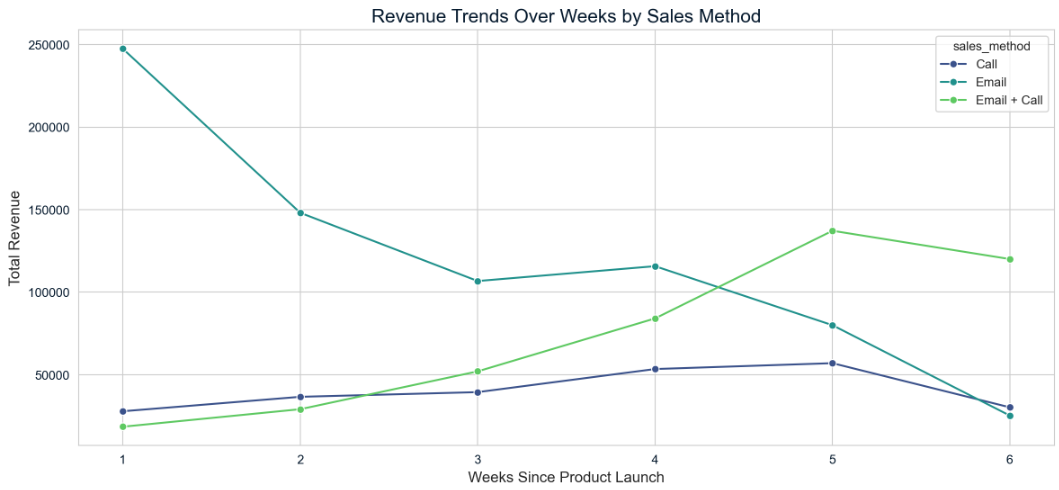 Revenue Trends Over Weeks by Sales Method
sales_method
Call
Email
Email + Call
Total Revenue
250000
200000
150000
100000
50000
1 2 3 4 5 6
Weeks Since Product Launch